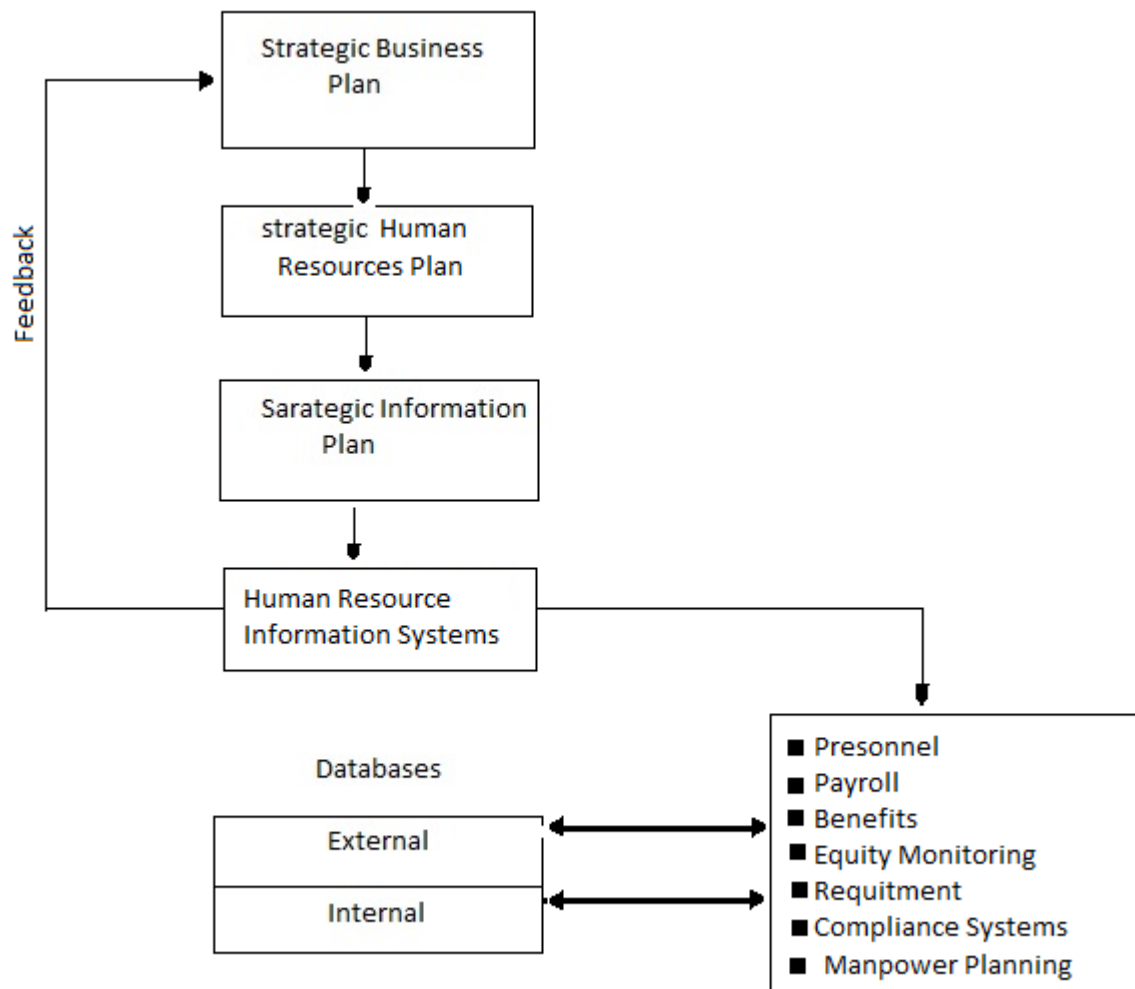 Strategic Business
Plan
strategic Human
Resources Plan
Feedback
Sarategic Information
Plan
Human Resource
Information Systems
Databases
External
Internal
Presonnel
Payroll
Benefits
Equity Monitoring
Requitment
Compliance Systems
Manpower Planning